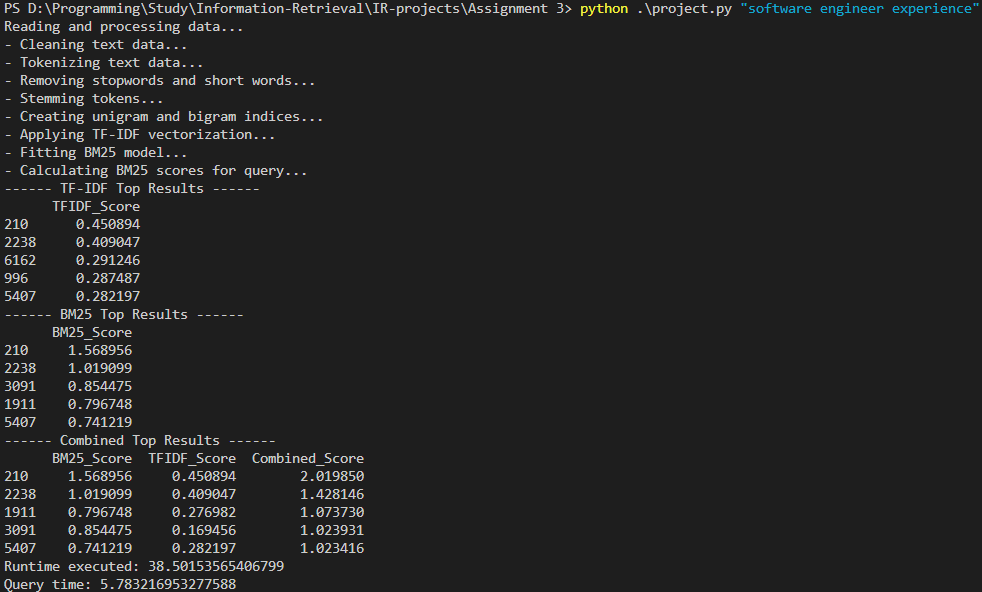 PS D:\Programming\Study\Information-Retrieval\IR-projects\Assignment 3> python .\project.py "software engineer experience"
Reading and processing data...
- Cleaning text data...
- Tokenizing text data...
- Removing stopwords and short words...
- Stemming tokens...
- Creating unigram and bigram indices...
- Applying TF-IDF vectorization...
- Fitting BM25 model...
- Calculating BM25 scores for query...
------ TF-IDF Top Results ------
      TFIDF_Score
210      0.450894
2238     0.409047
6162     0.291246
996      0.287487
5407     0.282197
------ BM25 Top Results ------
      BM25_Score
210     1.568956
2238    1.019099
3091    0.854475
1911    0.796748
5407    0.741219
------ Combined Top Results ------
      BM25_Score  TFIDF_Score  Combined_Score
210     1.568956     0.450894        2.019850
2238    1.019099     0.409047        1.428146
1911    0.796748     0.276982        1.073730
3091    0.854475     0.169456        1.023931
5407    0.741219     0.282197        1.023416
Runtime executed: 38.50153565406799
Query time: 5.783216953277588